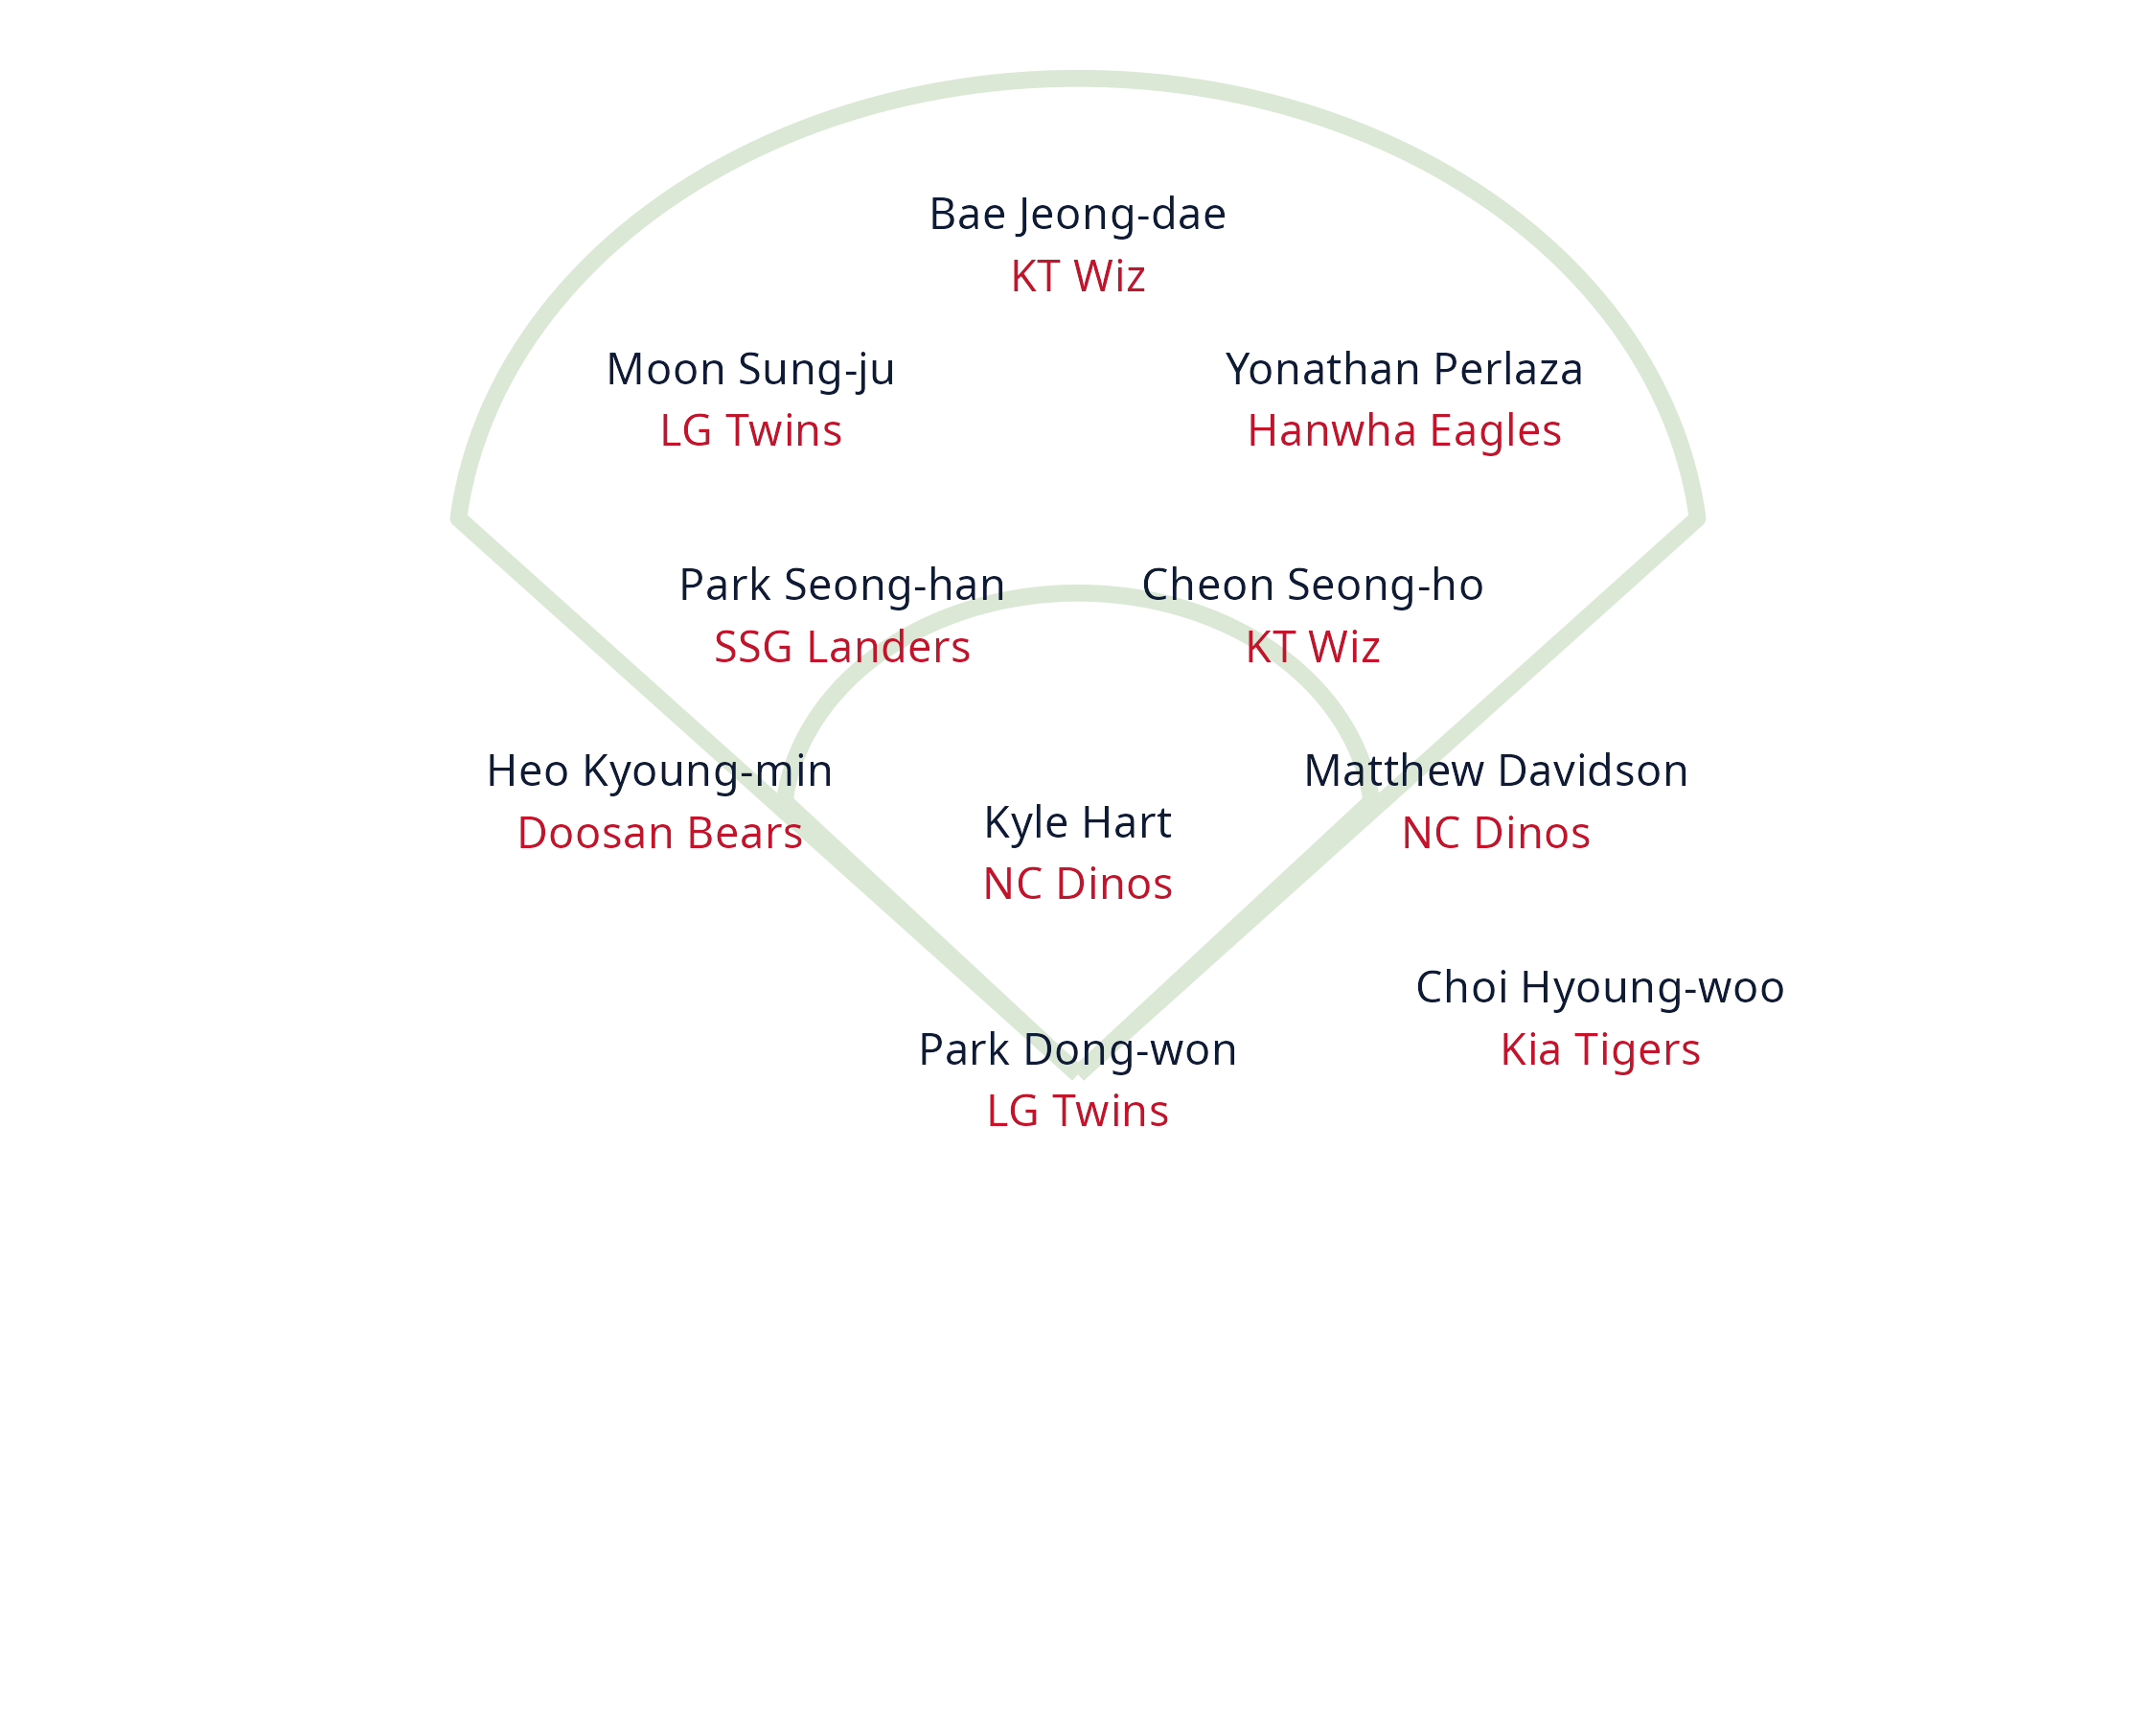 Bae Jeong-dae
KT Wiz
Moon Sung-ju
LG Twins
Yonathan Perlaza
Hanwha Eagles
Park Seong-han
SSG Landers
Cheon Seong-ho
KT Wiz
Heo Kyoung-min
Doosan Bears
Kyle Hart
NC Dinos
Matthew Davidson
NC Dinos
Park Dong-won
LG Twins
Choi Hyoung-woo
Kia Tigers